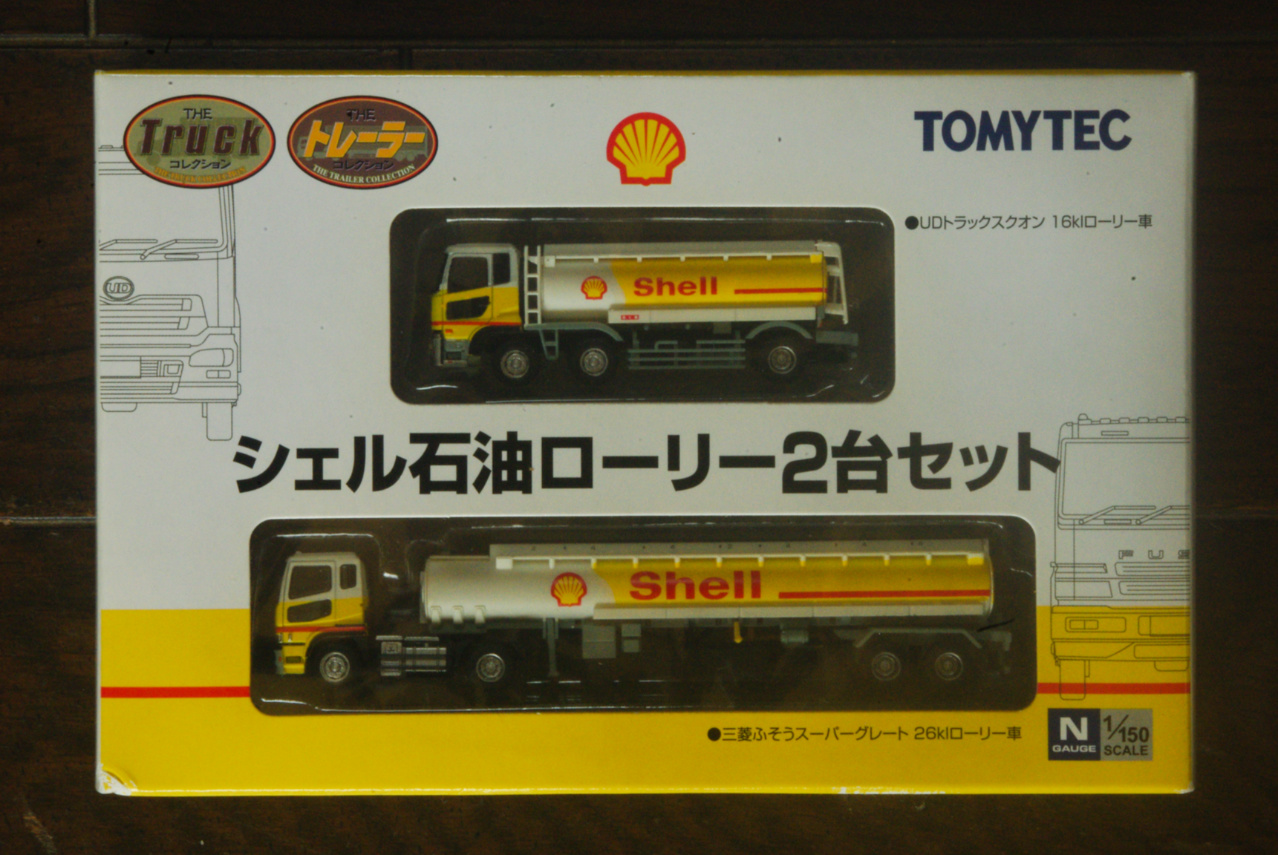 THE
Truck
コレクション
THE
トレーラー
コレクション
THE TRAILER COLLECTION
TOMYTEC
●UDトラックスクオン 16klローリー車
UD
Shell
シェル石油ローリー2台セット
FUS
Shell
●三菱ふそうスーパーグレート 26klローリー車
N
GAUGE
1/150
SCALE